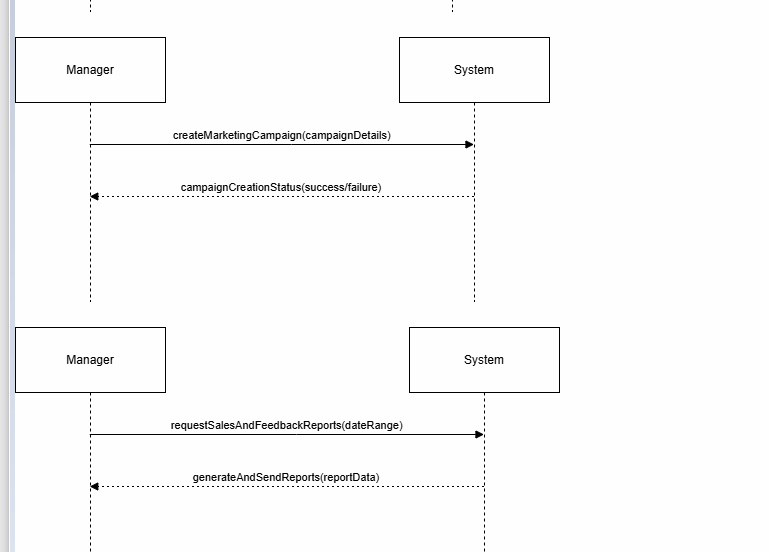 Manager
System
createMarketingCampaign(campaignDetails)
campaignCreationStatus(success/failure)
Manager
System
requestSalesAndFeedbackReports(dateRange)
generateAndSendReports(reportData)